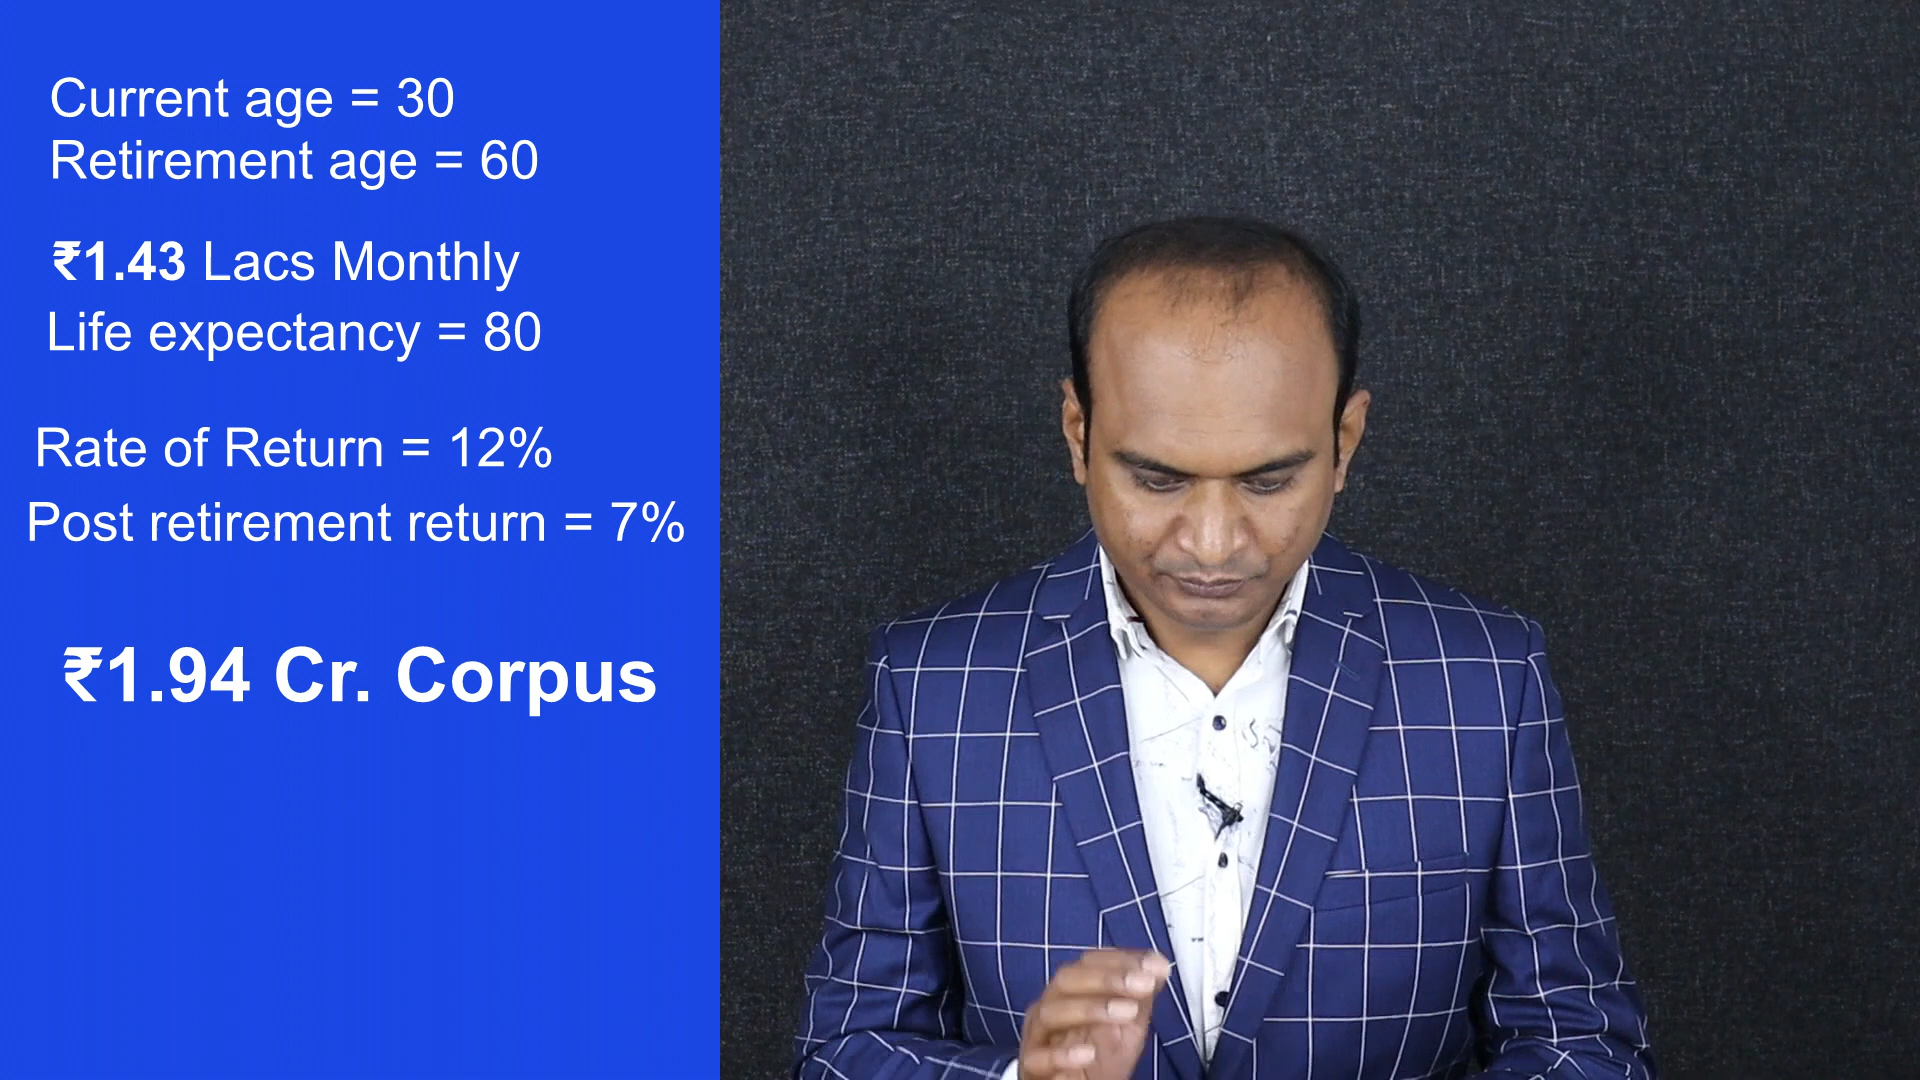 Current age = 30
Retirement age = 60
₹1.43 Lacs Monthly
Life expectancy = 80
Rate of Return = 12%
Post retirement return = 7%
₹1.94 Cr. Corpus